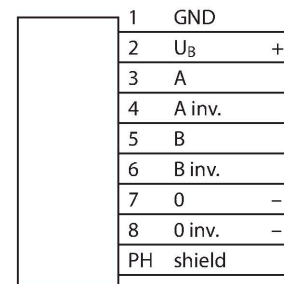 1 GND
2 U_B +
3 A
4 A inv.
5 B
6 B inv.
7 0 –
8 0 inv. –
PH shield